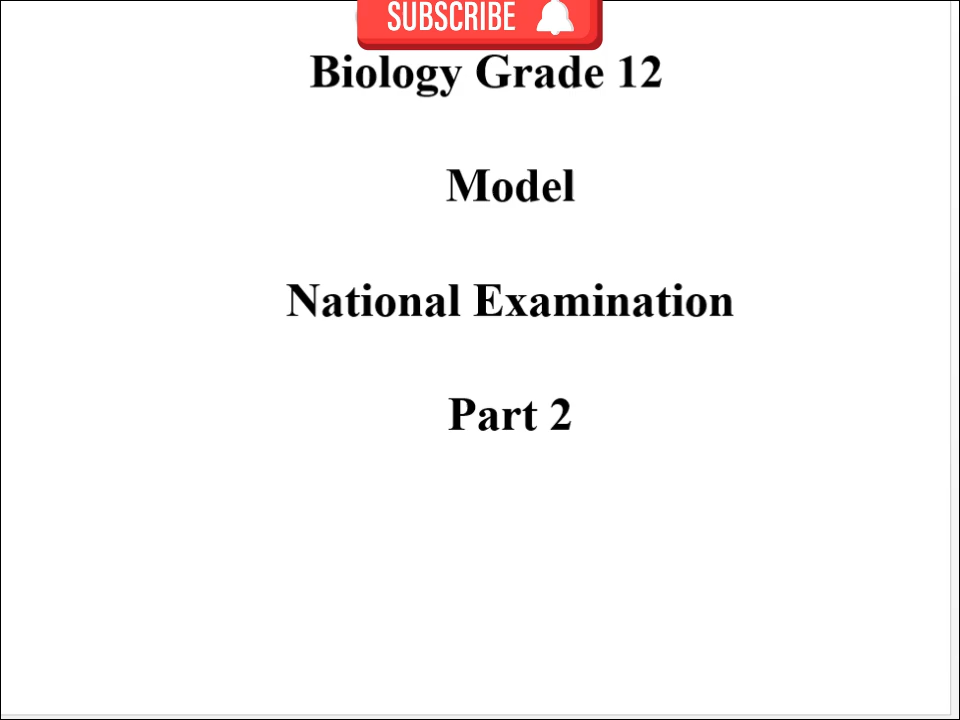 SUBSCRIBE
Biology Grade 12
Model
National Examination
Part 2